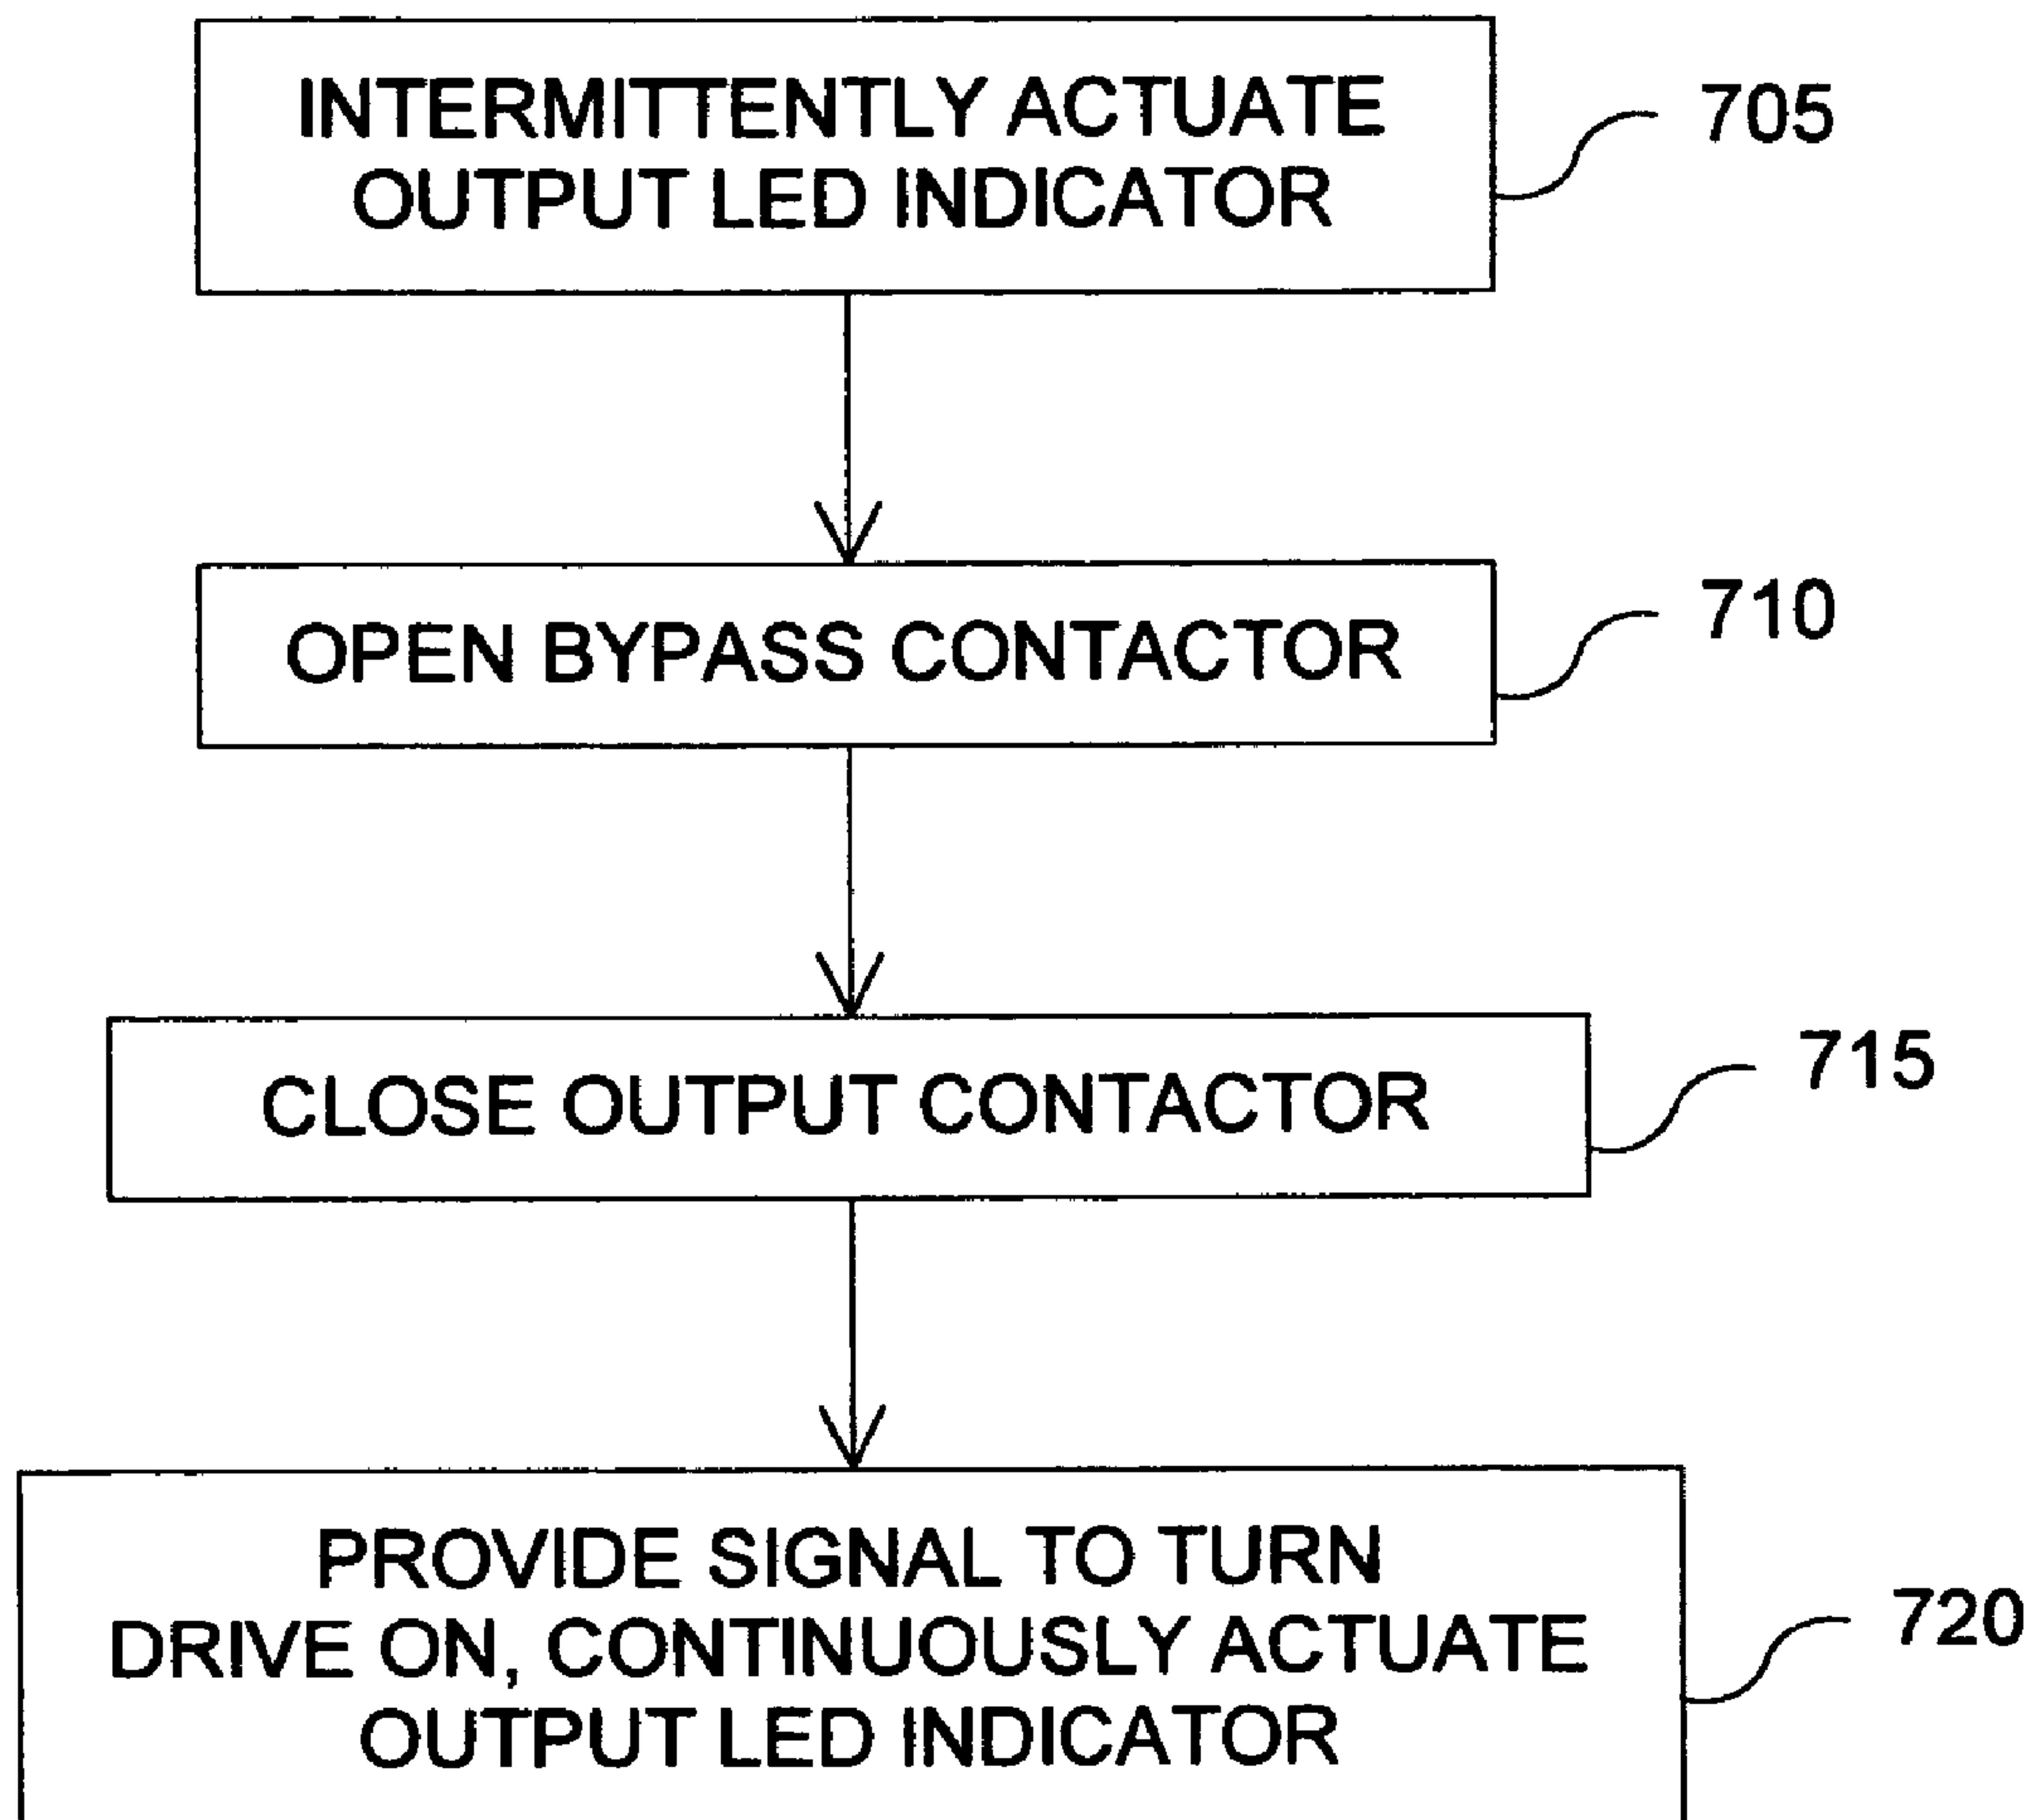 INTERMITTENTLY ACTUATE
OUTPUT LED INDICATOR
705
OPEN BYPASS CONTACTOR
710
CLOSE OUTPUT CONTACTOR
715
PROVIDE SIGNAL TO TURN
DRIVE ON, CONTINUOUSLY ACTUATE
OUTPUT LED INDICATOR
720